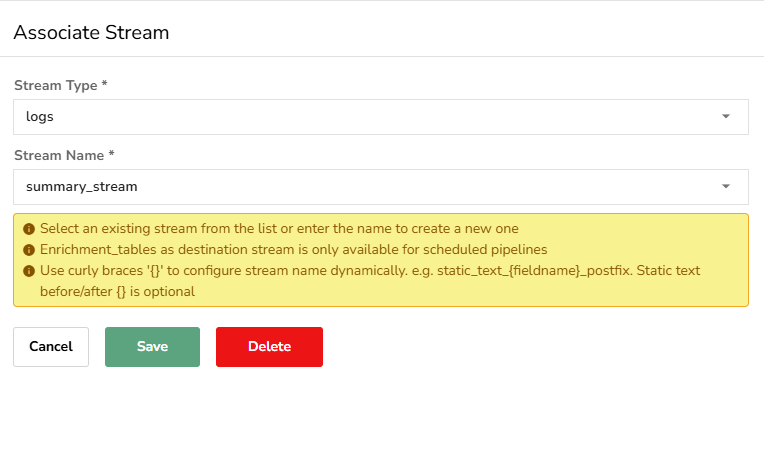 Associate Stream
Stream Type *
logs
Stream Name *
summary_stream
Select an existing stream from the list or enter the name to create a new one
Enrichment_tables as destination stream is only available for scheduled pipelines
Use curly braces '{}' to configure stream name dynamically. e.g. static_text_{fieldname}_postfix. Static text
before/after {} is optional
Cancel
Save
Delete